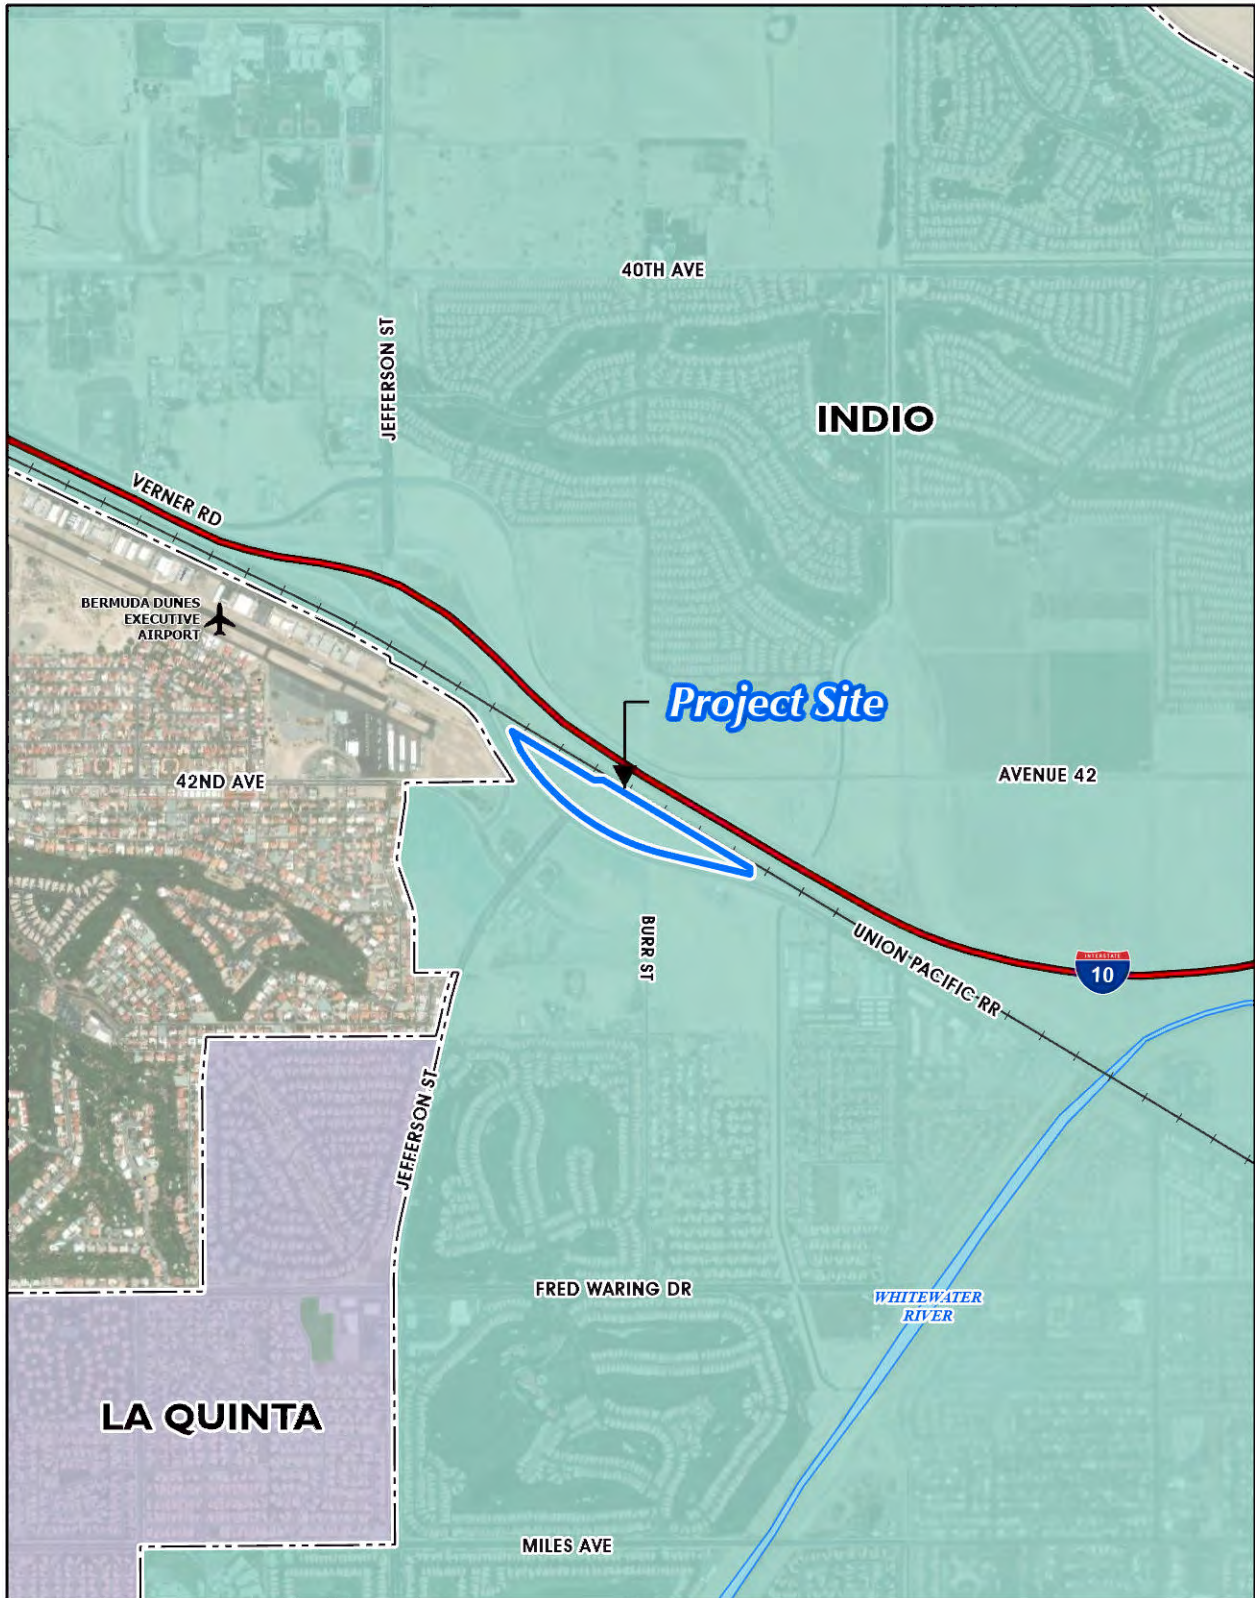 40TH AVE
JEFFERSON ST
INDIO
VERNER RD
BERMUDA DUNES
EXECUTIVE
AIRPORT
Project Site
42ND AVE
AVENUE 42
BURR ST
UNION PACIFIC RR
INTERSTATE
10
JEFFERSON ST
FRED WARING DR
WHITEWATER
RIVER
LA QUINTA
MILES AVE